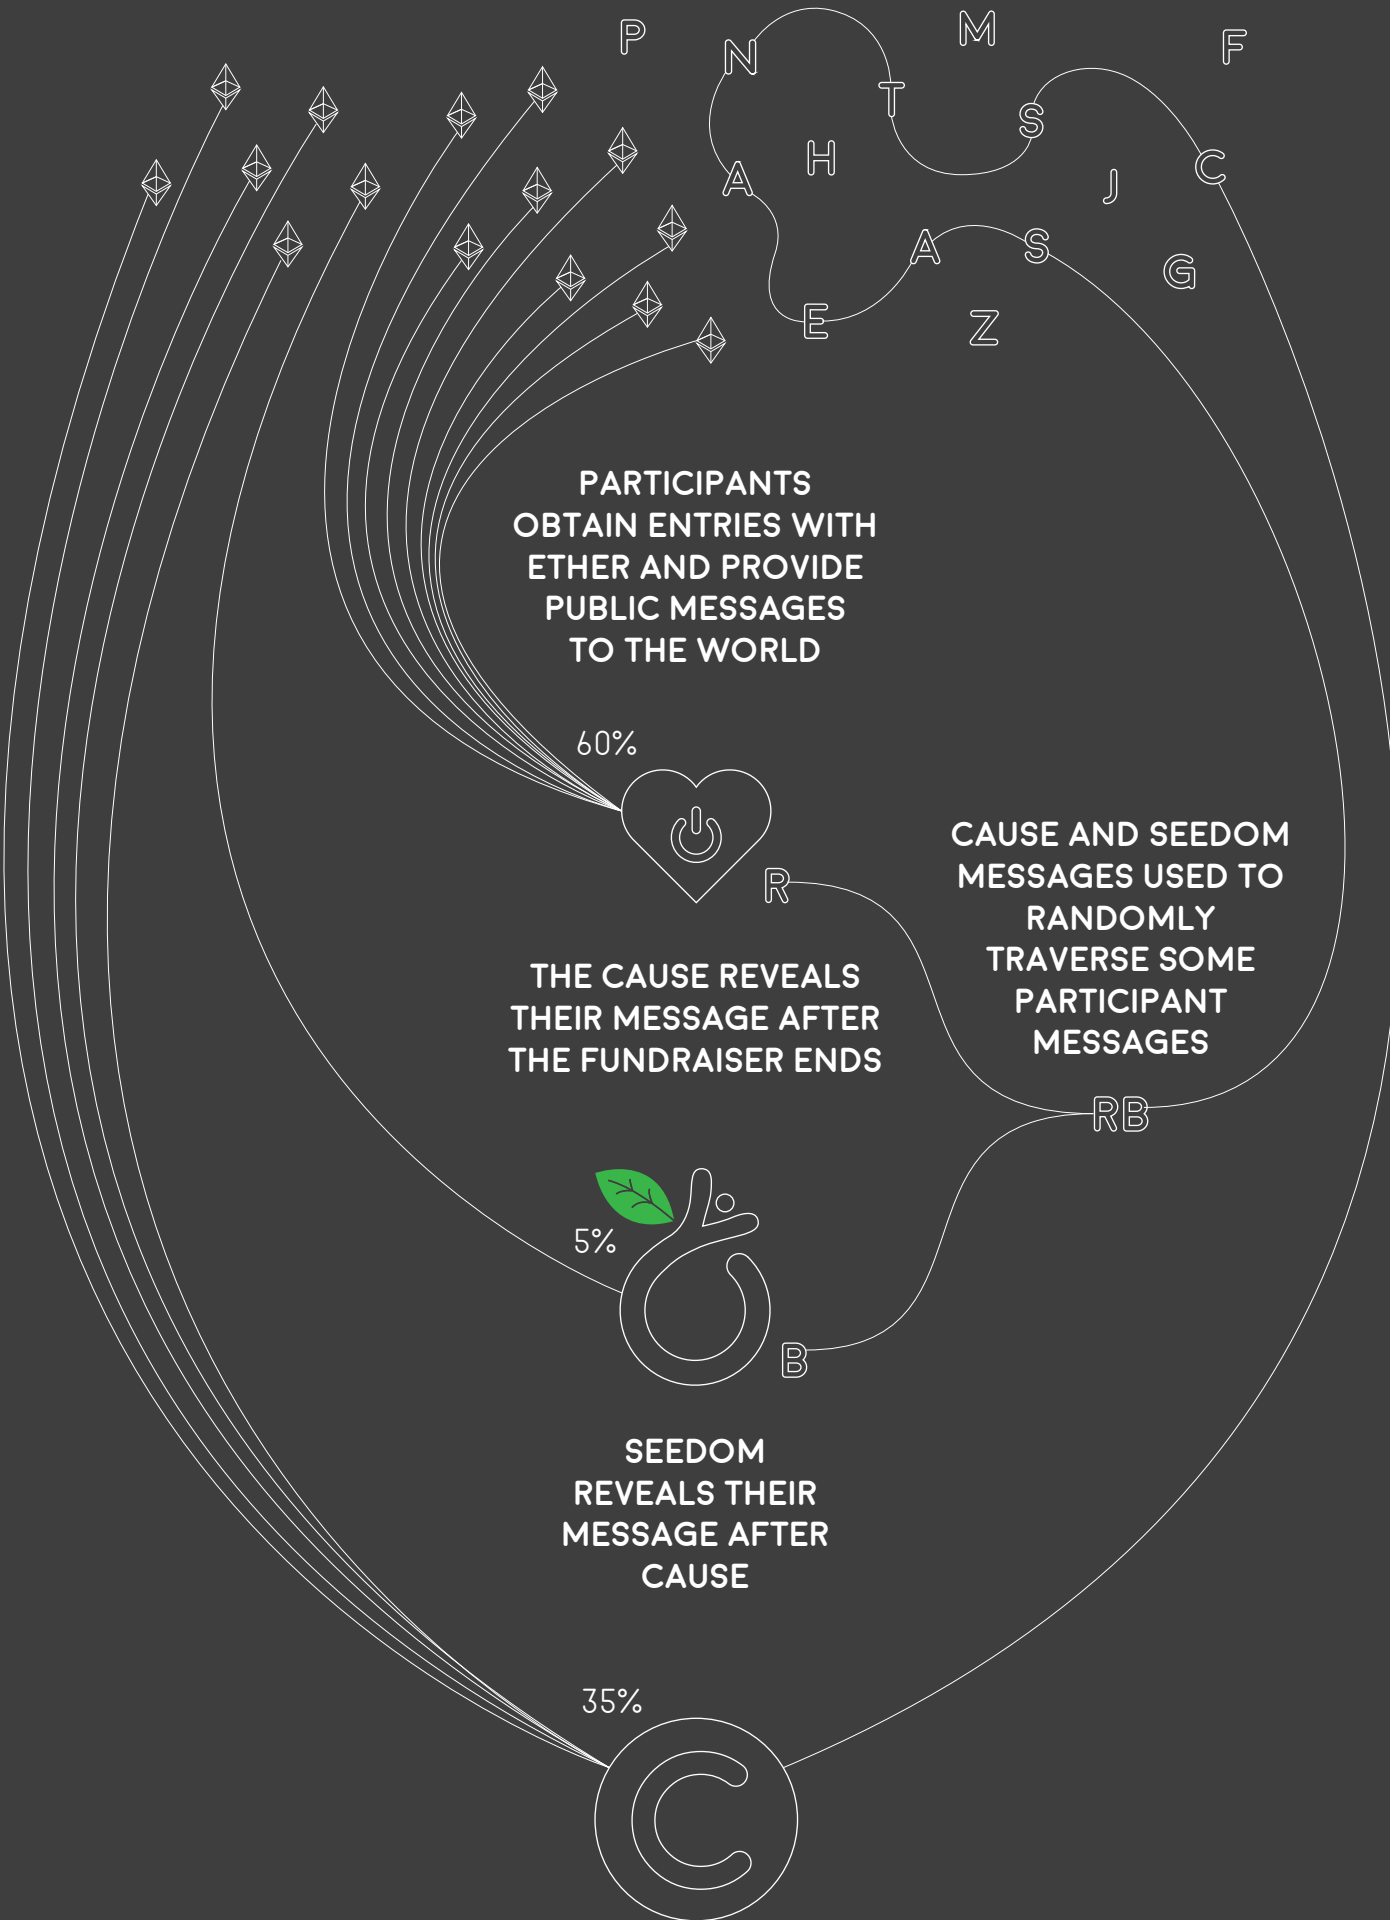 P
M
F
N
T
S
H
C
A
J
A
S
G
E
Z
PARTICIPANTS
OBTAIN ENTRIES WITH
ETHER AND PROVIDE
PUBLIC MESSAGES
TO THE WORLD
60%
R
CAUSE AND SEEDOM
MESSAGES USED TO
RANDOMLY
TRAVERSE SOME
PARTICIPANT
MESSAGES
THE CAUSE REVEALS
THEIR MESSAGE AFTER
THE FUNDRAISER ENDS
RB
5%
B
SEEDOM
REVEALS THEIR
MESSAGE AFTER
CAUSE
35%
C